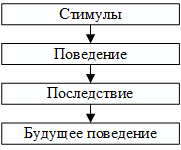 Стимулы
Поведение
Последствие
Будущее поведение